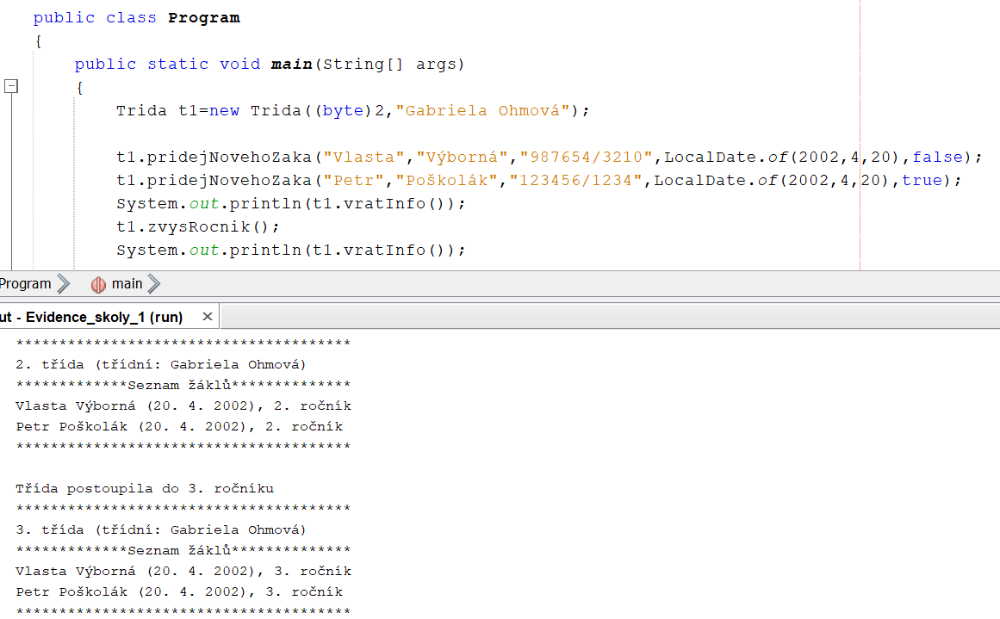 public class Program
{
public static void main(String[] args)
{
Trida t1=new Trida((byte)2,"Gabriela Ohmová");
t1.pridejNovehoZaka("Vlasta","Výborná","987654/3210",LocalDate.of(2002,4,20),false);
t1.pridejNovehoZaka("Petr","Poškolák","123456/1234",LocalDate.of(2002,4,20),true);
System.out.println(t1.vratInfo());
t1.zvysRocnik();
System.out.println(t1.vratInfo());
Program main
ut - Evidence_skoly_1 (run) ×
***************************************
2. třída (třídní: Gabriela Ohmová)
*************Seznam žáklů**************
Vlasta Výborná (20. 4. 2002), 2. ročník
Petr Poškolák (20. 4. 2002), 2. ročník
***************************************
Třída postoupila do 3. ročníku
***************************************
3. třída (třídní: Gabriela Ohmová)
*************Seznam žáklů**************
Vlasta Výborná (20. 4. 2002), 3. ročník
Petr Poškolák (20. 4. 2002), 3. ročník
***************************************